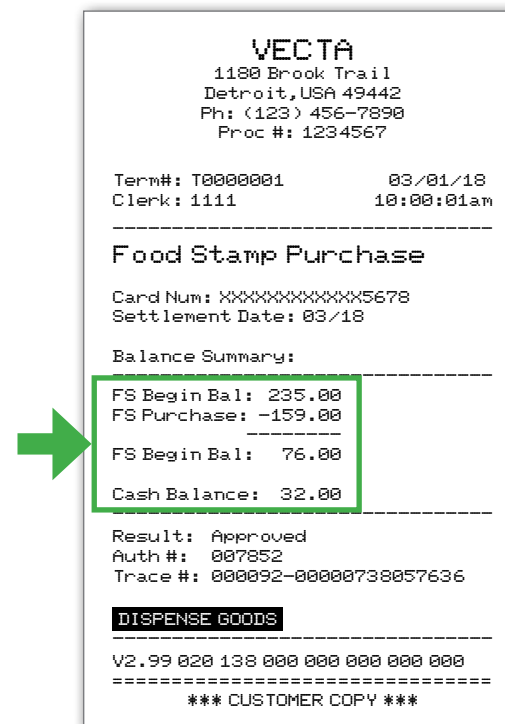 VECTA
1180 Brook Trail
Detroit,USA 49442
Ph: (123) 456-7890
Proc #: 1234567
Term#: T0000001 03/01/18
Clerk: 1111 10:00:01am
--------------------------------
Food Stamp Purchase
Card Num: XXXXXXXXXXXX5678
Settlement Date: 03/18
Balance Summary:
--------------------------------
FS Begin Bal: 235.00
FS Purchase: -159.00
--------
FS Begin Bal: 76.00
Cash Balance: 32.00
--------------------------------
Result: Approved
Auth #: 007852
Trace #: 000092-00000738057636
DISPENSE GOODS
--------------------------------
V2.99 020 138 000 000 000 000 000
================================
*** CUSTOMER COPY ***